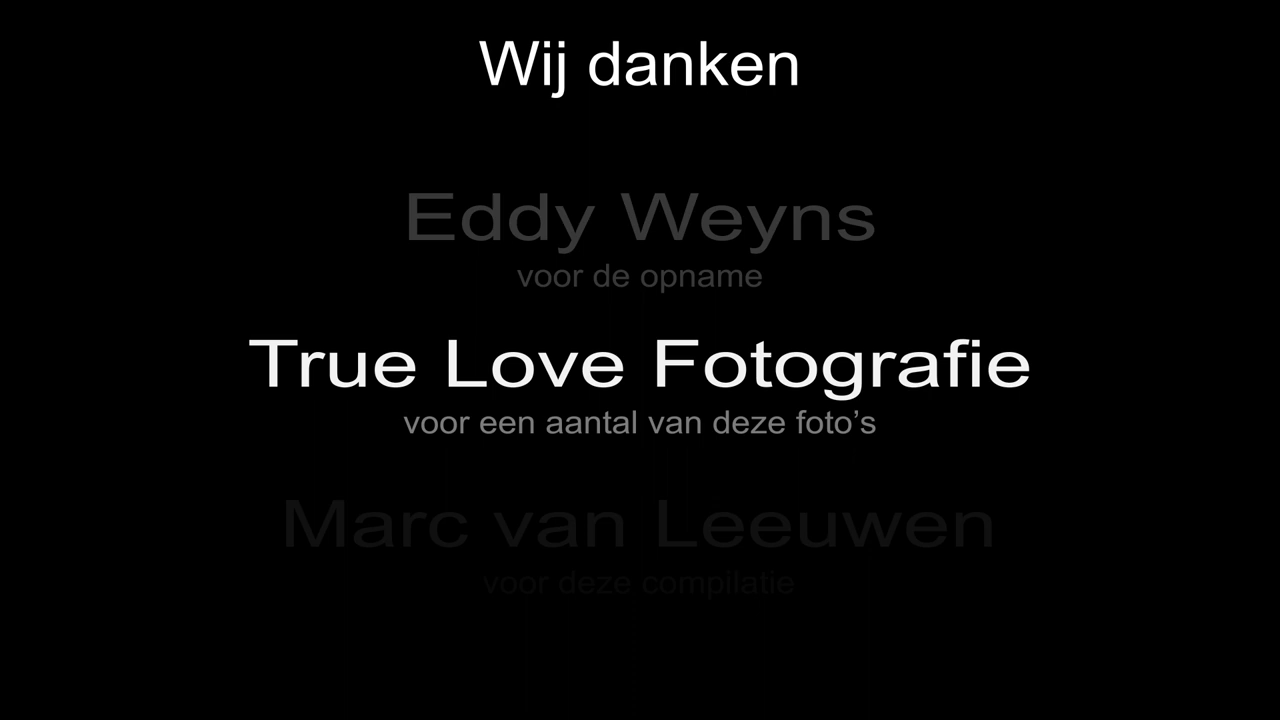 Wij danken
Eddy Weyns
voor de opname
True Love Fotografie
voor een aantal van deze foto’s
Marc van Leeuwen
voor deze compilatie